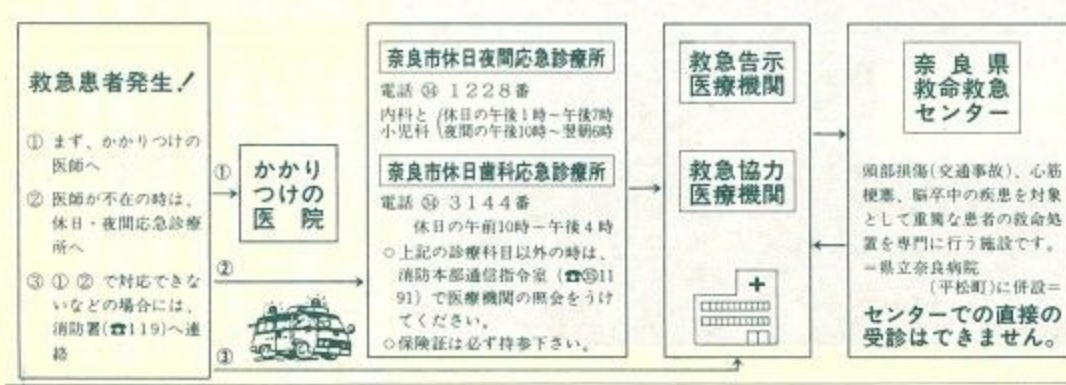 救急患者発生!
① まず、かかりつけの
医師へ
② 医師が不在の時は、
休日・夜間応急診療
所へ
③ ① ② で対応できな
いなどの場合には、
消防署(☎119)へ連
絡
①
②
③
かかり
つけの
医 院
奈良市休日夜間応急診療所
電話 ㉞ 1228番
内科と(休日の午後1時~午後7時
小児科(夜間の午後10時~翌朝6時
奈良市休日歯科応急診療所
電話 3144番
休日の午前10時~午後4時
○上記の診療科目以外の時は、
消防本部通信指令室(☎㉟11
91)で医療機関の照会をうけ
てください。
○保険証は必ず持参下さい。
救急告示
医療機関
救急協力
医療機関
奈 良 県
救命救急
センター
頭部損傷(交通事故)、心筋
梗塞、脳卒中の疾患を対象
として重篤な患者の救命処
置を専門に行う施設です。
=県立奈良病院
(平松町)に併設=
センターでの直接の
受診はできません。